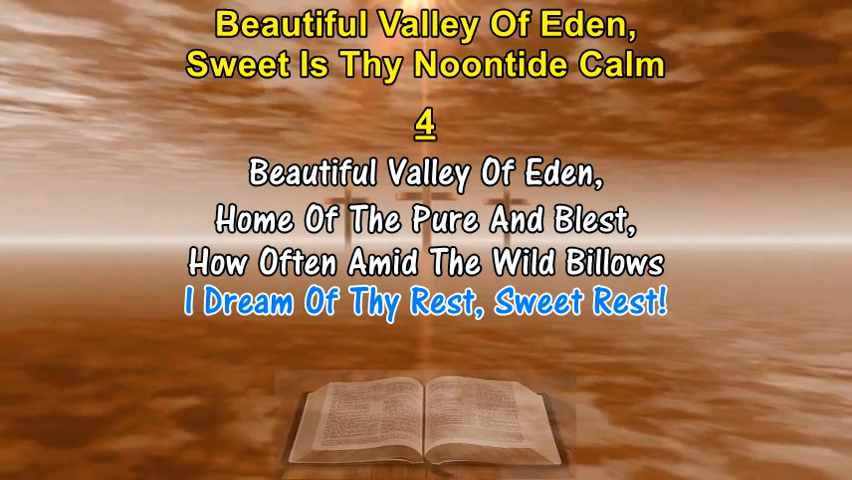 Beautiful Valley Of Eden,
Sweet Is Thy Noontide Calm
4
Beautiful Valley Of Eden,
Home Of The Pure And Blest,
How Often Amid The Wild Billows
I Dream Of Thy Rest, Sweet Rest!